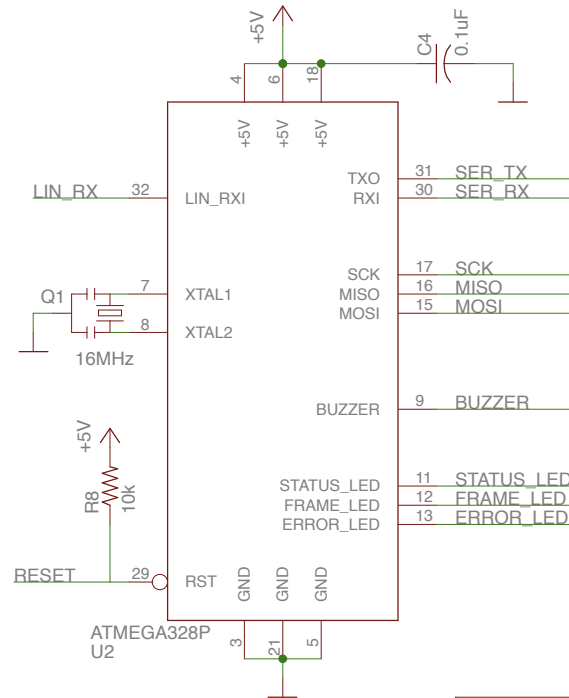 +5V
C4
0.1uF
4
6
18
+5V
+5V
+5V
TXO
31
SER_TX
LIN_RX
32
LIN_RXI
RXI
30
SER_RX
SCK
17
SCK
Q1
7
XTAL1
MISO
16
MISO
MOSI
15
MOSI
8
XTAL2
16MHz
BUZZER
9
BUZZER
+5V
R8
10k
STATUS_LED
11
STATUS_LED
FRAME_LED
12
FRAME_LED
ERROR_LED
13
ERROR_LED
RESET
29
RST
GND
GND
GND
ATMEGA328P
U2
3
21
5